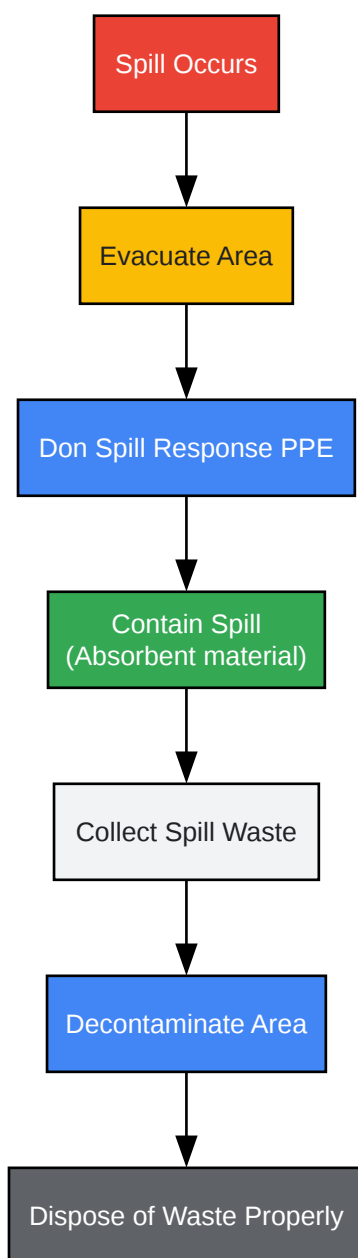 Spill Occurs
Evacuate Area
Don Spill Response PPE
Contain Spill
(Absorbent material)
Collect Spill Waste
Decontaminate Area
Dispose of Waste Properly